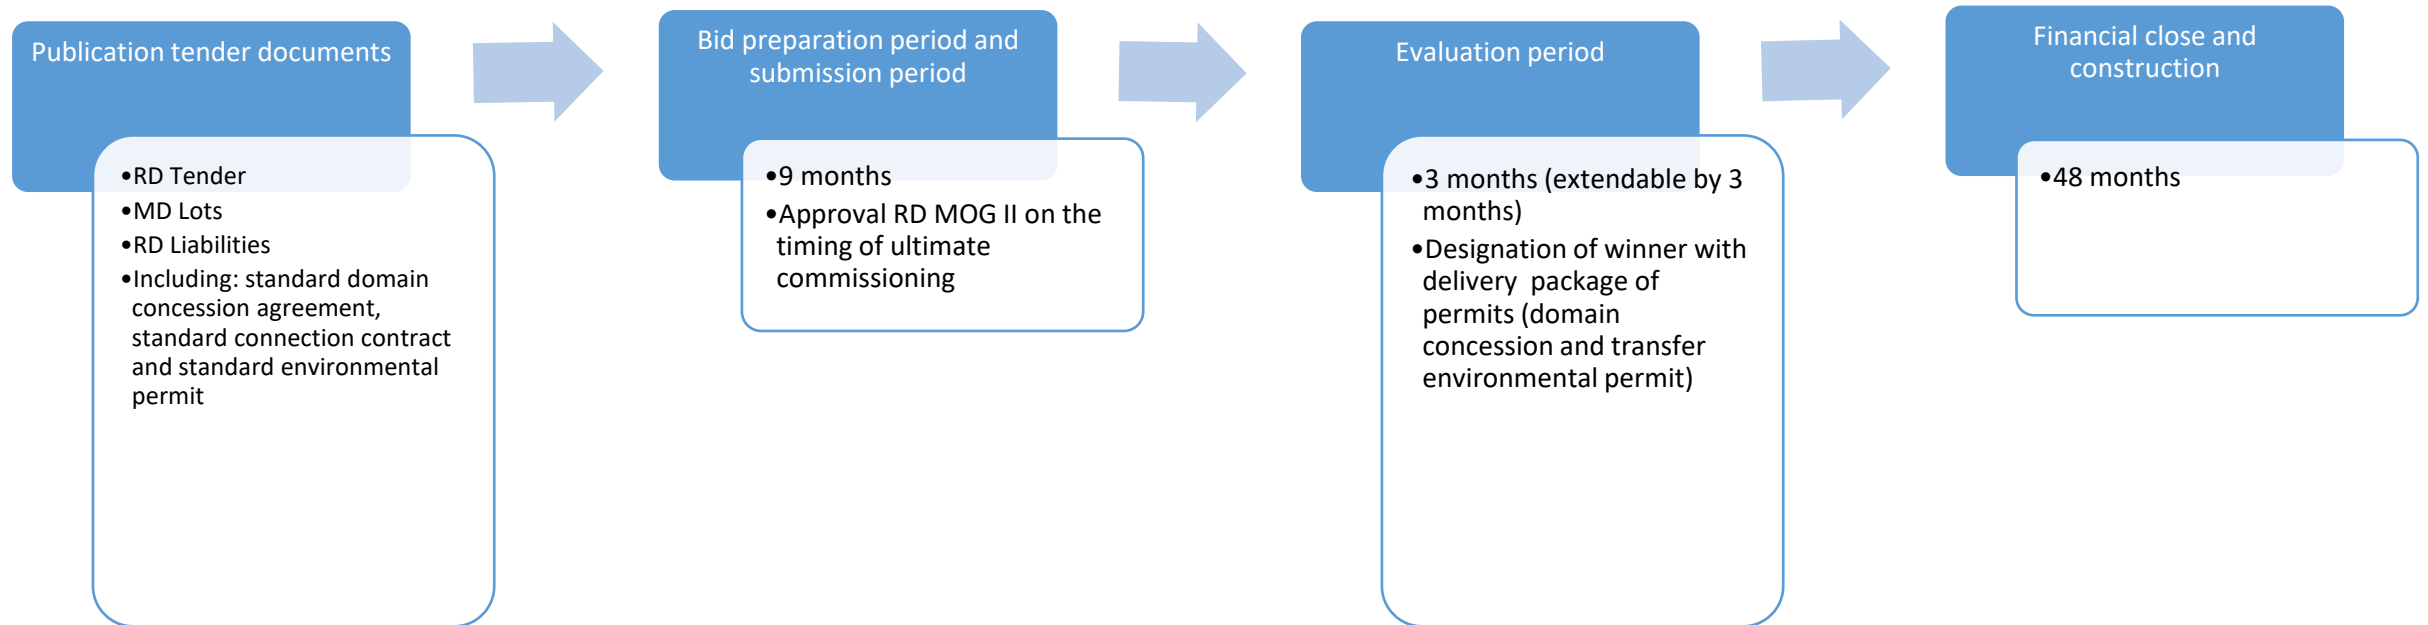 Publication tender documents
•RD Tender
•MD Lots
•RD Liabilities
•Including: standard domain
concession agreement,
standard connection contract
and standard environmental
permit
Bid preparation period and
submission period
•9 months
•Approval RD MOG II on the
timing of ultimate
commissioning
Evaluation period
•3 months (extendable by 3
months)
•Designation of winner with
delivery package of
permits (domain
concession and transfer
environmental permit)
Financial close and
construction
•48 months